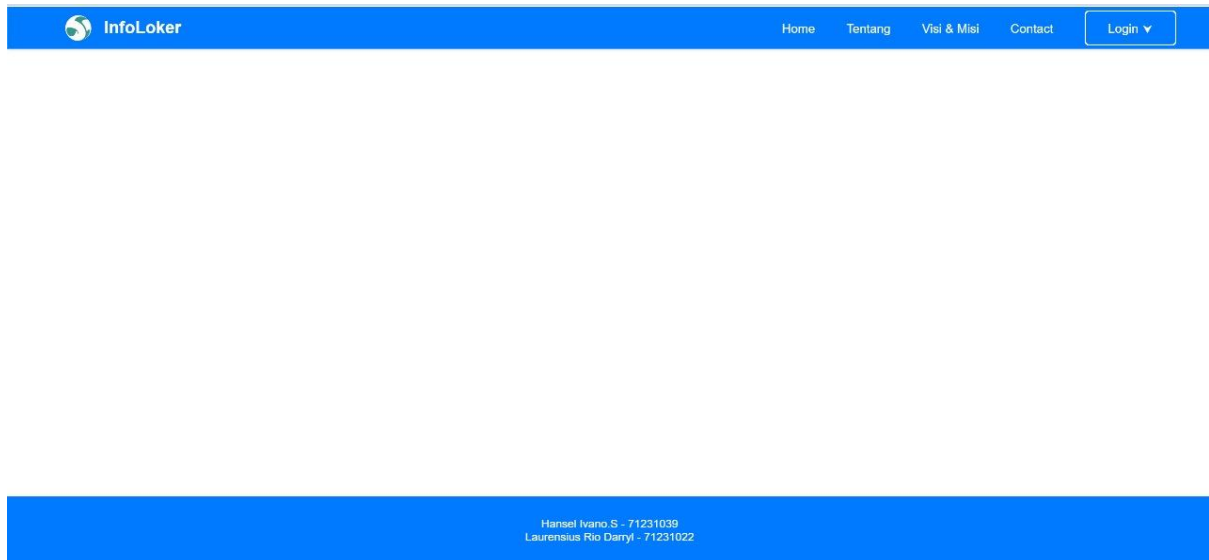 InfoLoker
Home Tentang Visi & Misi Contact Login
Hansel Ivano.S - 71231039
Laurensius Rio Darryl - 71231022